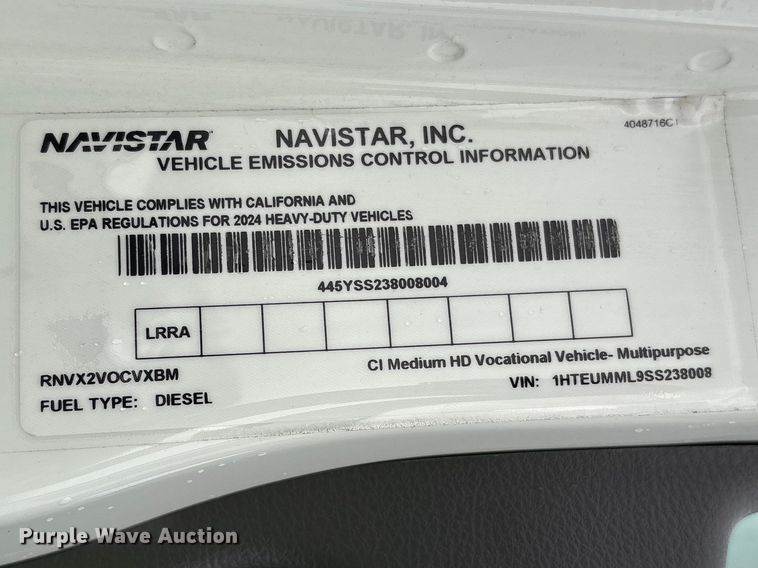 NAVISTAR
NAVISTAR, INC.
4048716C1
VEHICLE EMISSIONS CONTROL INFORMATION
THIS VEHICLE COMPLIES WITH CALIFORNIA AND
U.S. EPA REGULATIONS FOR 2024 HEAVY-DUTY VEHICLES
445YSS238008004
LRRA
CI Medium HD Vocational Vehicle- Multipurpose
RNVX2VOCVXBM
VIN: 1HTEUMML9SS238008
FUEL TYPE: DIESEL
Purple Wave Auction